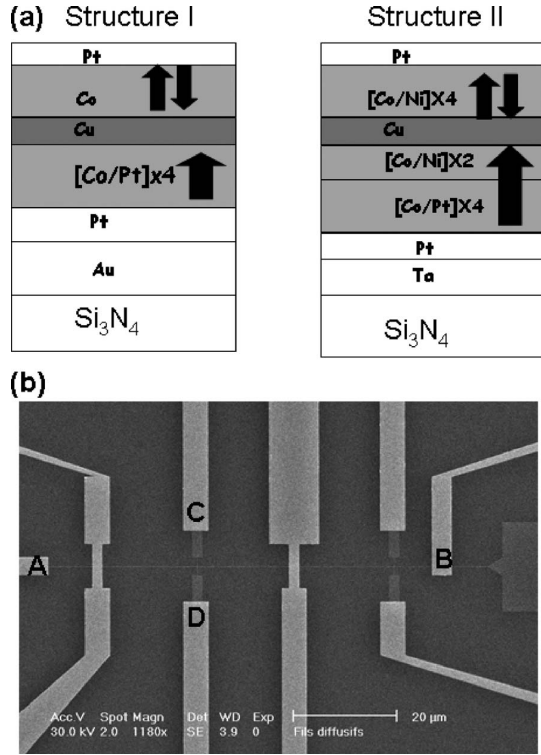 (a) Structure I Structure II
Pt
Co
Cu
[Co/Pt]x4
Pt
Au
Si3N4
Pt
[Co/Ni]X4
Cu
[Co/Ni]X2
[Co/Pt]X4
Pt
Ta
Si3N4
(b)
C
A
B
D
Acc.V Spot Magn Det WD Exp
30.0 kV 2.0 1180x SE 3.9 0 Fils diffusifs
20 µm